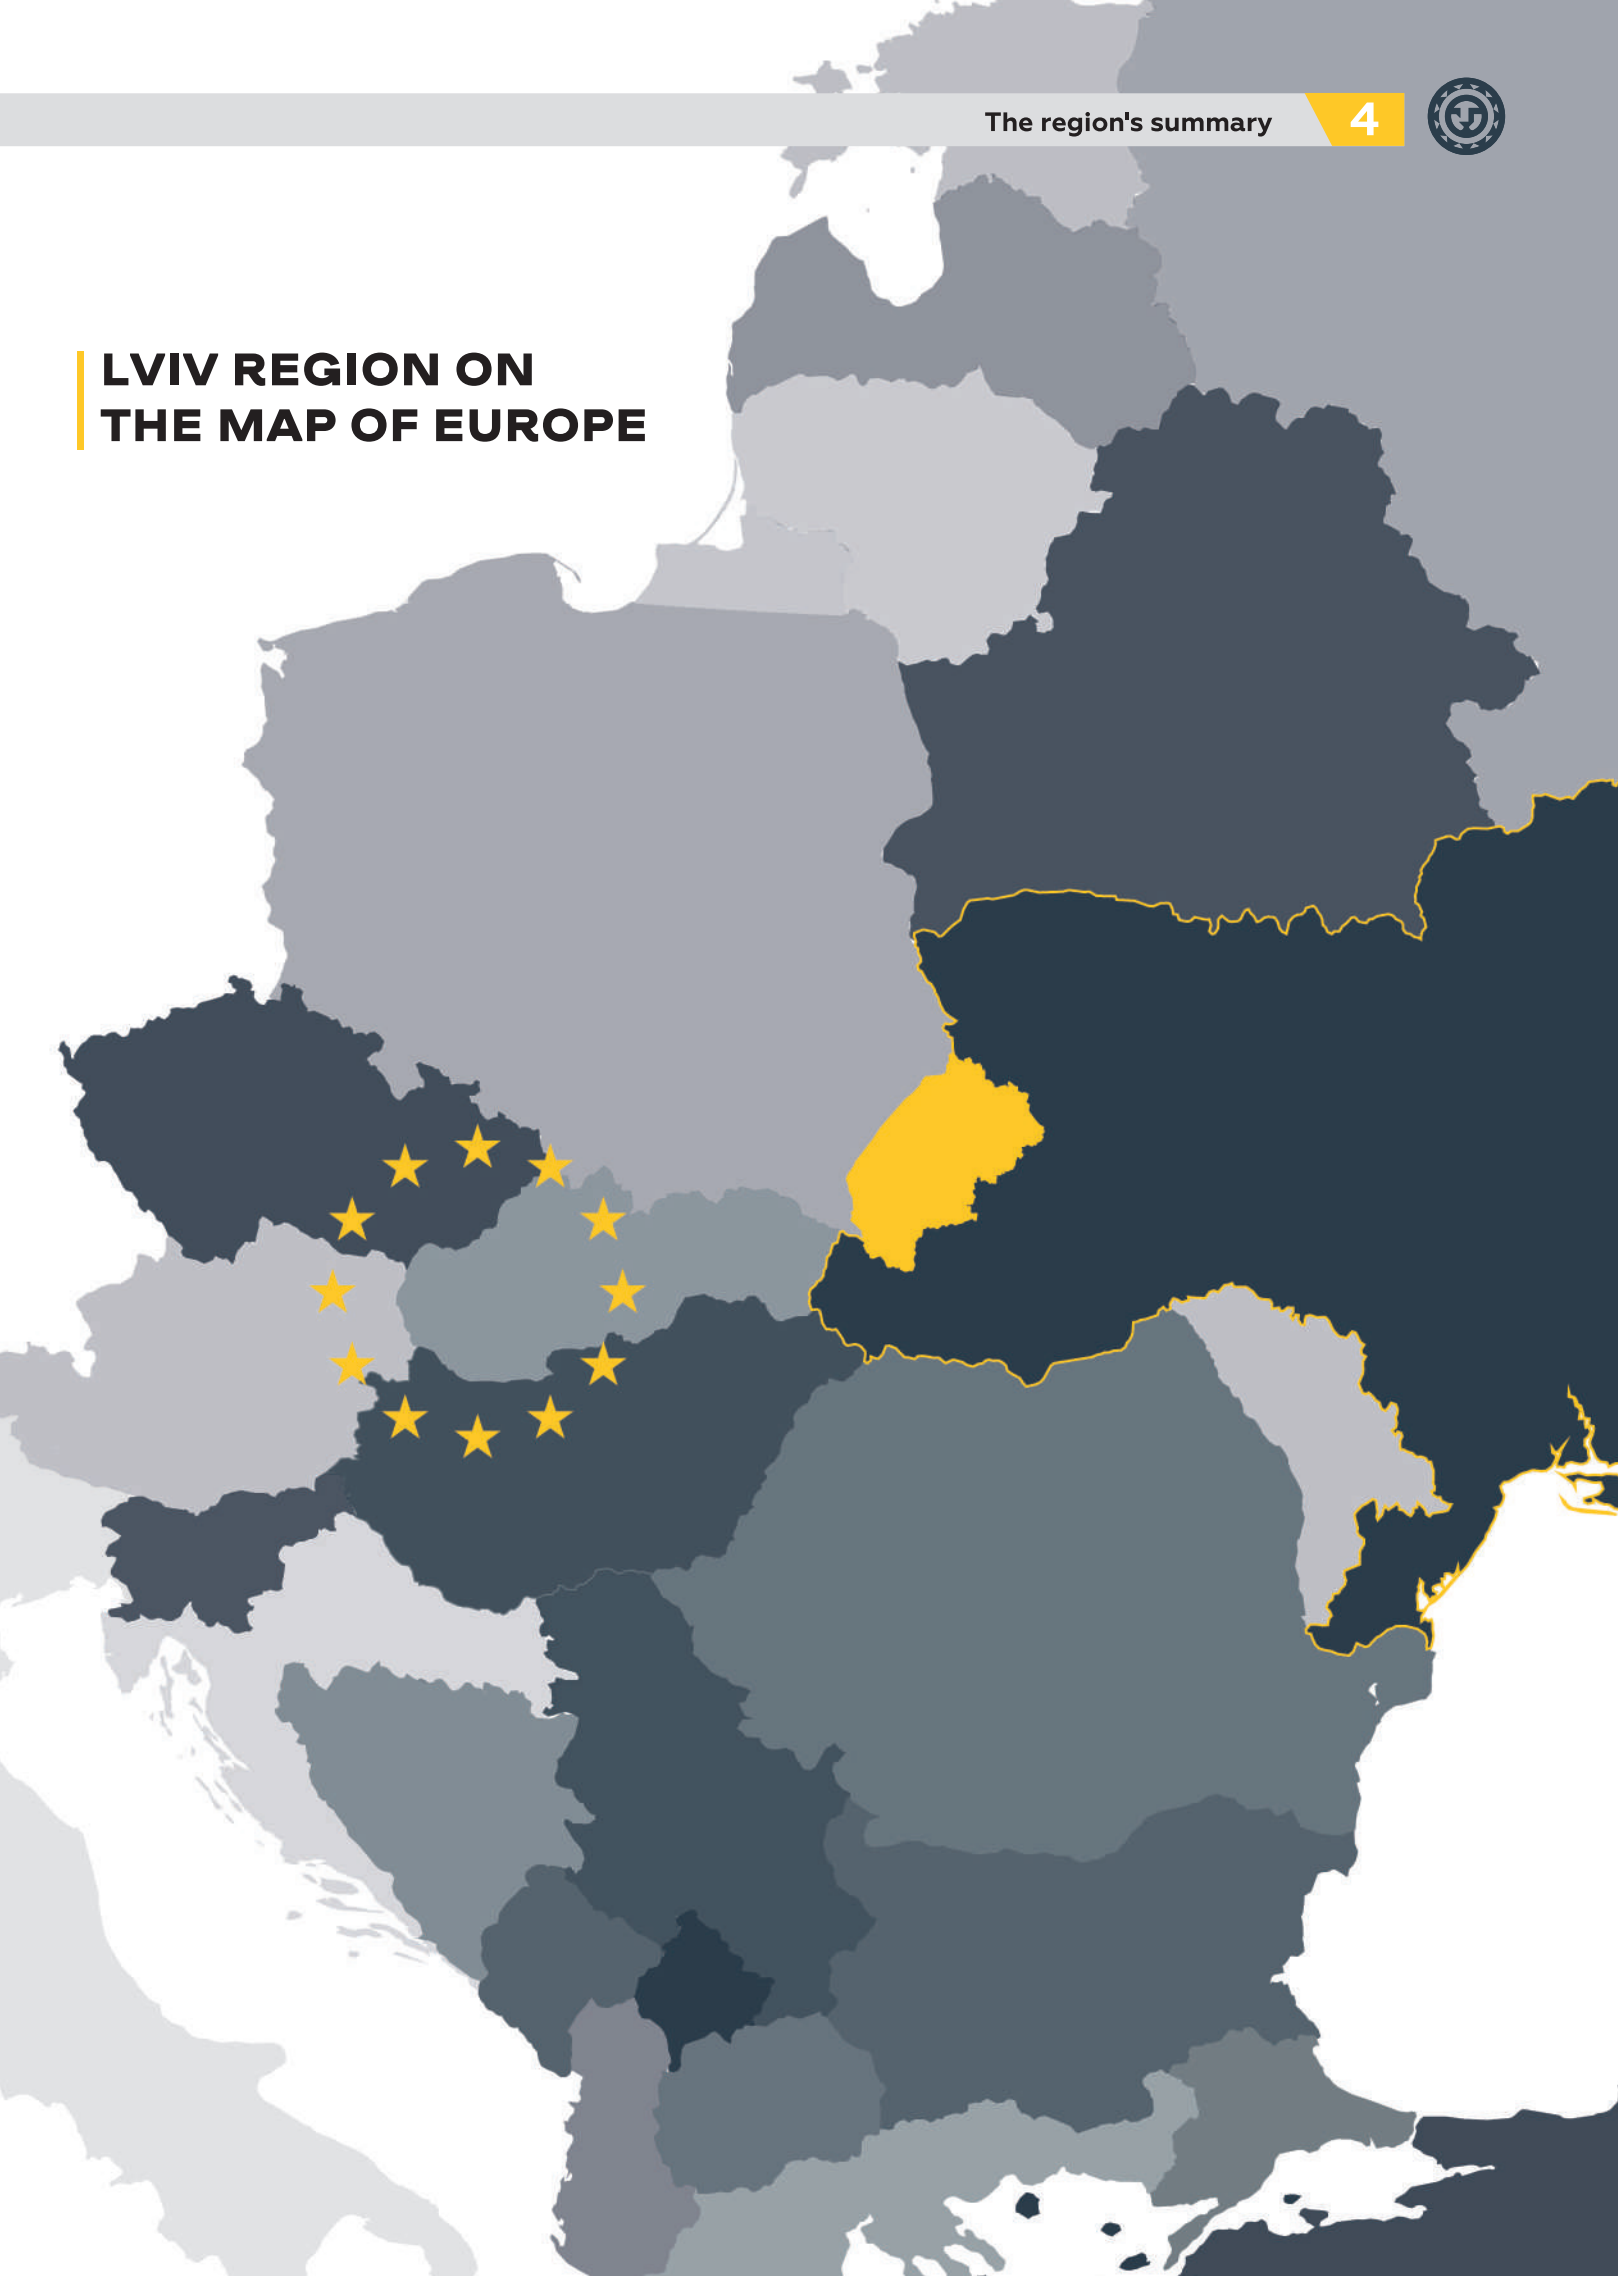 The region's summary
4
LVIV REGION ON
THE MAP OF EUROPE